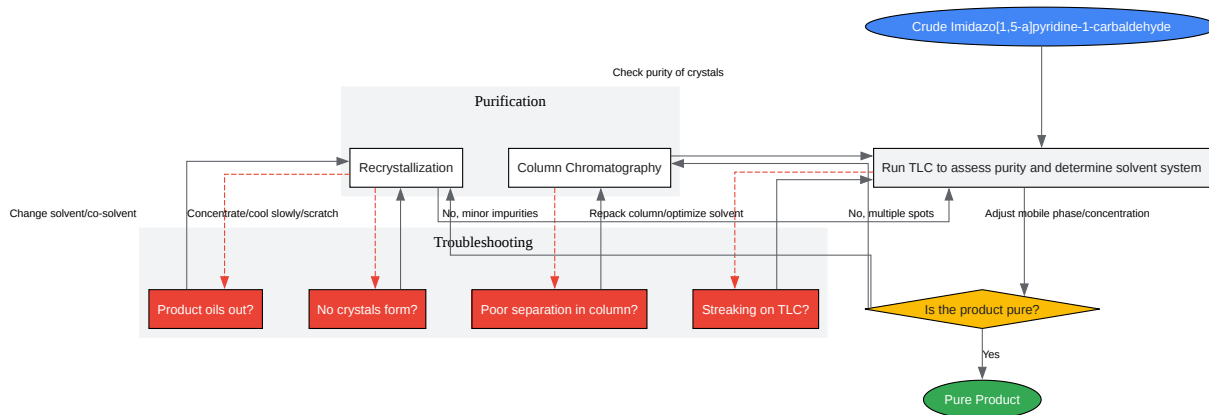 Crude Imidazo[1,5-a]pyridine-1-carbaldehyde
Check purity of crystals
Purification
Recrystallization
Column Chromatography
Run TLC to assess purity and determine solvent system
Change solvent/co-solvent
Concentrate/cool slowly/scratch
No, minor impurities
Repack column/optimize solvent
No, multiple spots
Adjust mobile phase/concentration
Troubleshooting
Product oils out?
No crystals form?
Poor separation in column?
Streaking on TLC?
Is the product pure?
Yes
Pure Product